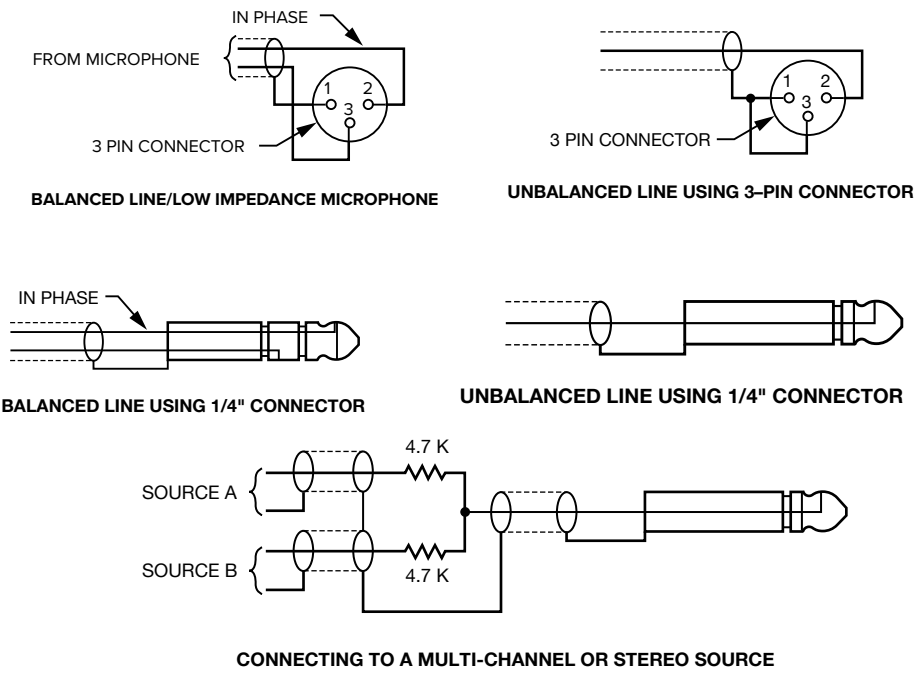 IN PHASE
FROM MICROPHONE
1 2
3
3 PIN CONNECTOR
BALANCED LINE/LOW IMPEDANCE MICROPHONE
1 2
3
3 PIN CONNECTOR
UNBALANCED LINE USING 3–PIN CONNECTOR
IN PHASE
BALANCED LINE USING 1/4" CONNECTOR
UNBALANCED LINE USING 1/4" CONNECTOR
4.7 K
SOURCE A
SOURCE B
4.7 K
CONNECTING TO A MULTI-CHANNEL OR STEREO SOURCE